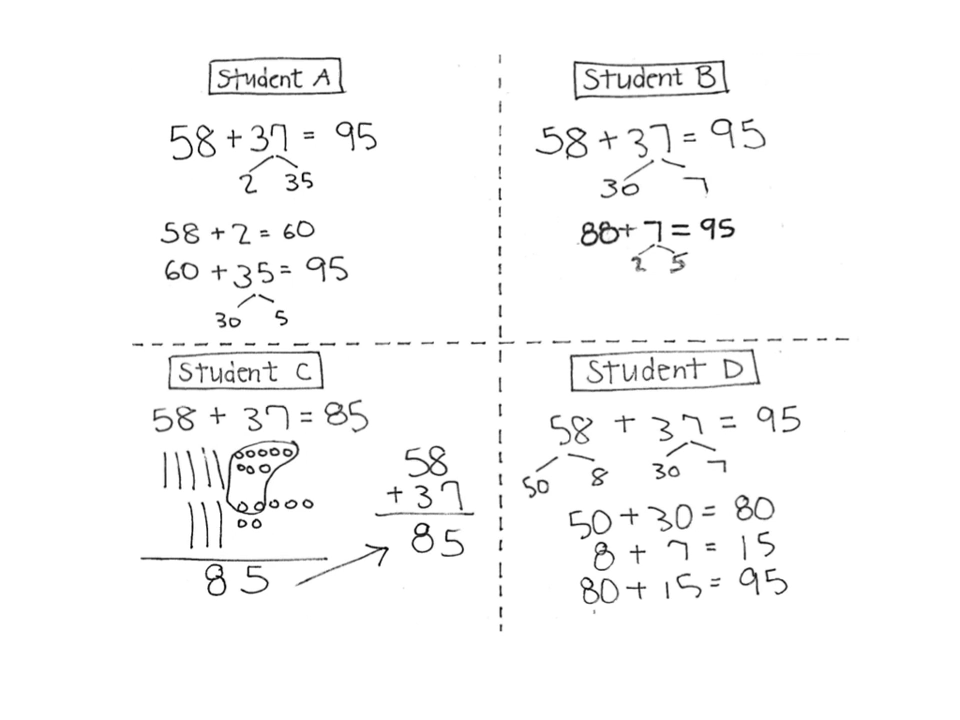 Student A
58 + 37 = 95
2 35
58 + 2 = 60
60 + 35 = 95
30 5
Student B
58 + 37 = 95
30 7
88 + 7 = 95
2 5
Student C
58 + 37 = 85
58
+ 37
85
85
Student D
58 + 37 = 95
50 8 30 7
50 + 30 = 80
8 + 7 = 15
80 + 15 = 95